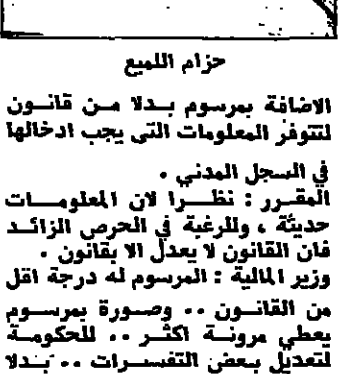 حزام اللميع
الاضافة بمرسوم بدلا من قانون
لتتوفر المعلومات التى يجب ادخالها
في السجل المدني .
المقرر : نظرا لان المعلومات
حديثة ، وللرغبة في الحرص الزائد
فان القانون لا يعدل الا بقانون .
وزير المالية : المرسوم له درجة اقل
من القانون .. وصورة بمرسوم
يعطي مرونة اكثر .. للحكومة
لتعديل بعض التفسرات .. بدلا